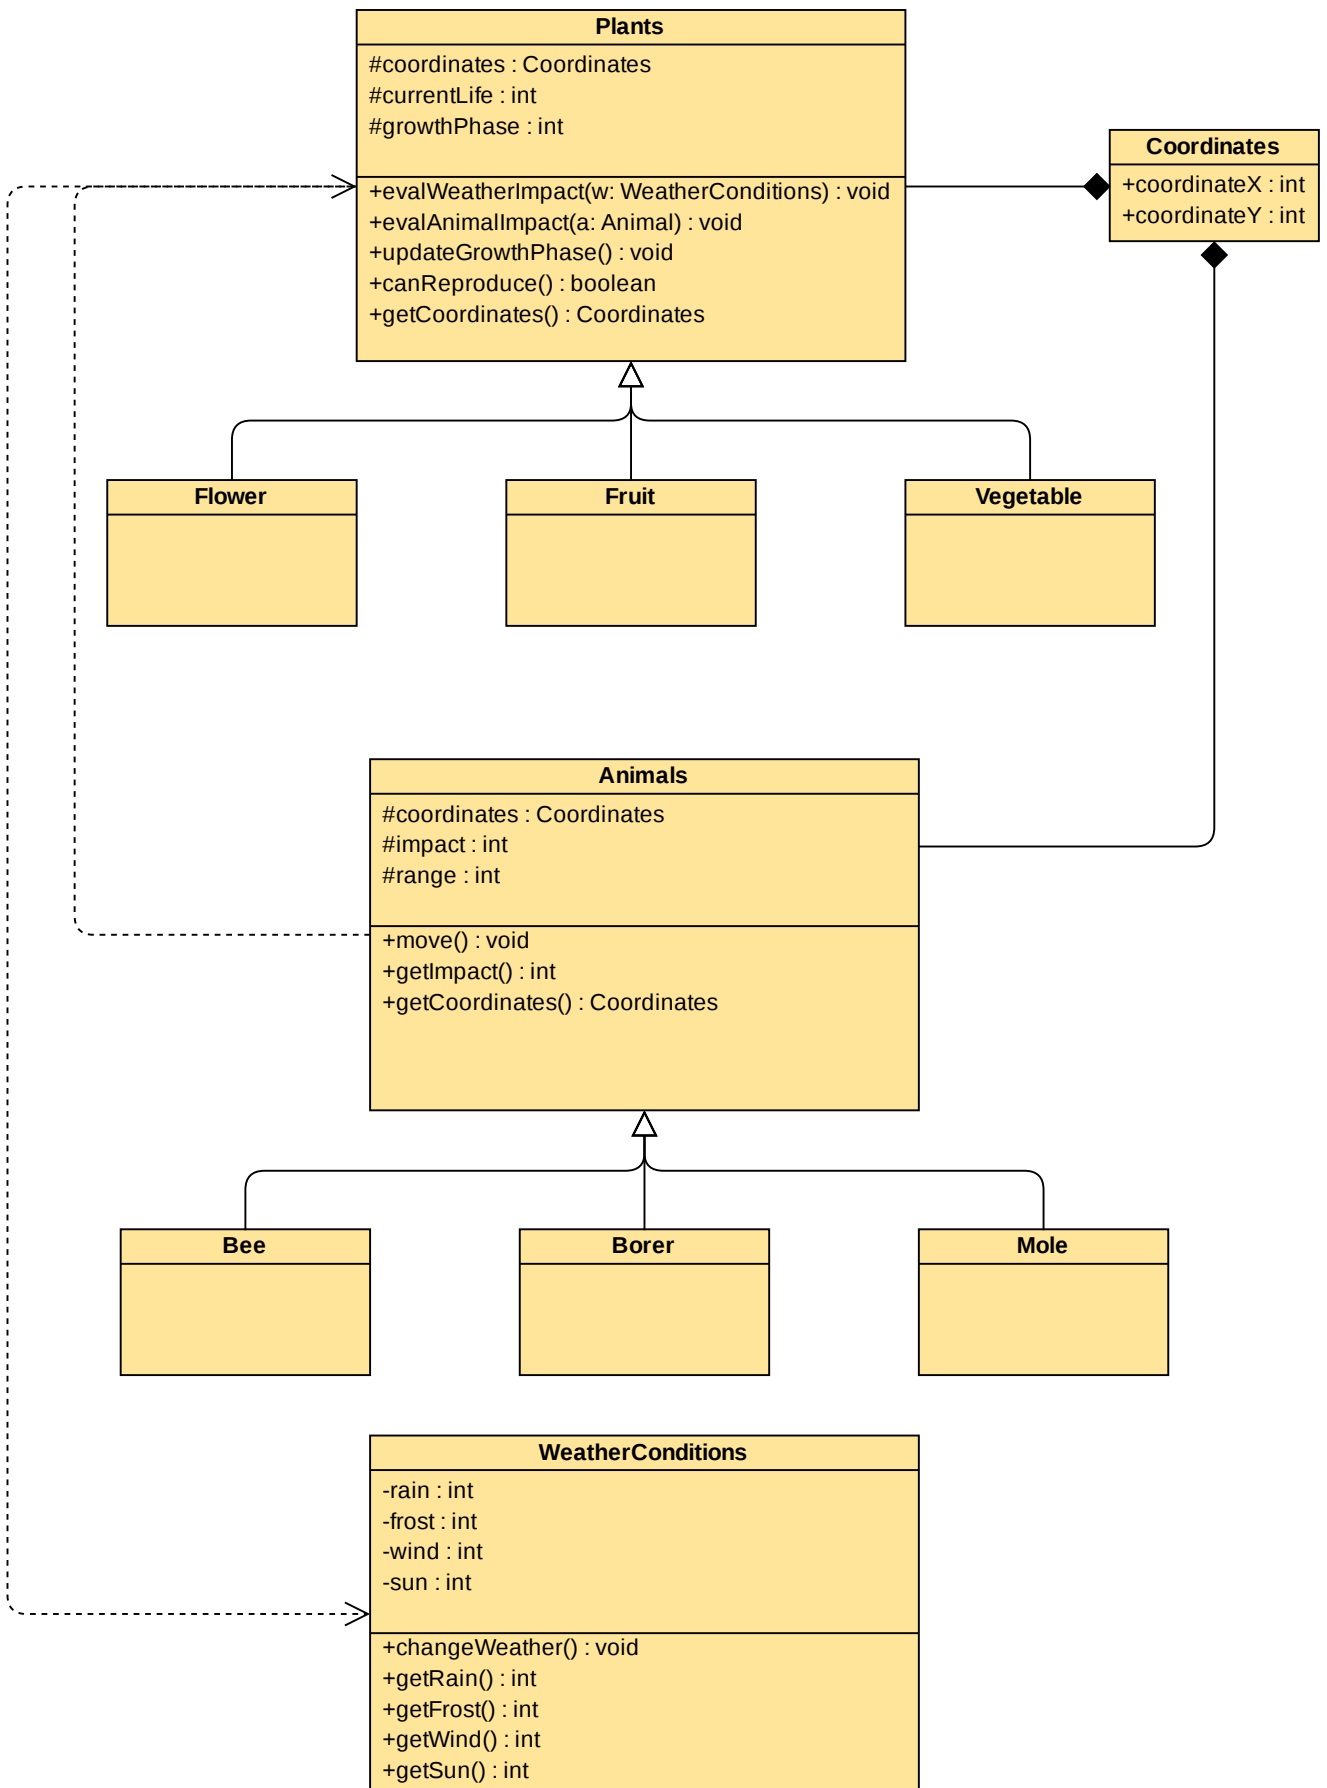 Plants
#coordinates : Coordinates
#currentLife : int
#growthPhase : int
+evalWeatherImpact(w: WeatherConditions) : void
+evalAnimalImpact(a: Animal) : void
+updateGrowthPhase() : void
+canReproduce() : boolean
+getCoordinates() : Coordinates
Coordinates
+coordinateX : int
+coordinateY : int
Flower
Fruit
Vegetable
Animals
#coordinates : Coordinates
#impact : int
#range : int
+move() : void
+getImpact() : int
+getCoordinates() : Coordinates
Bee
Borer
Mole
WeatherConditions
-rain : int
-frost : int
-wind : int
-sun : int
+changeWeather() : void
+getRain() : int
+getFrost() : int
+getWind() : int
+getSun() : int